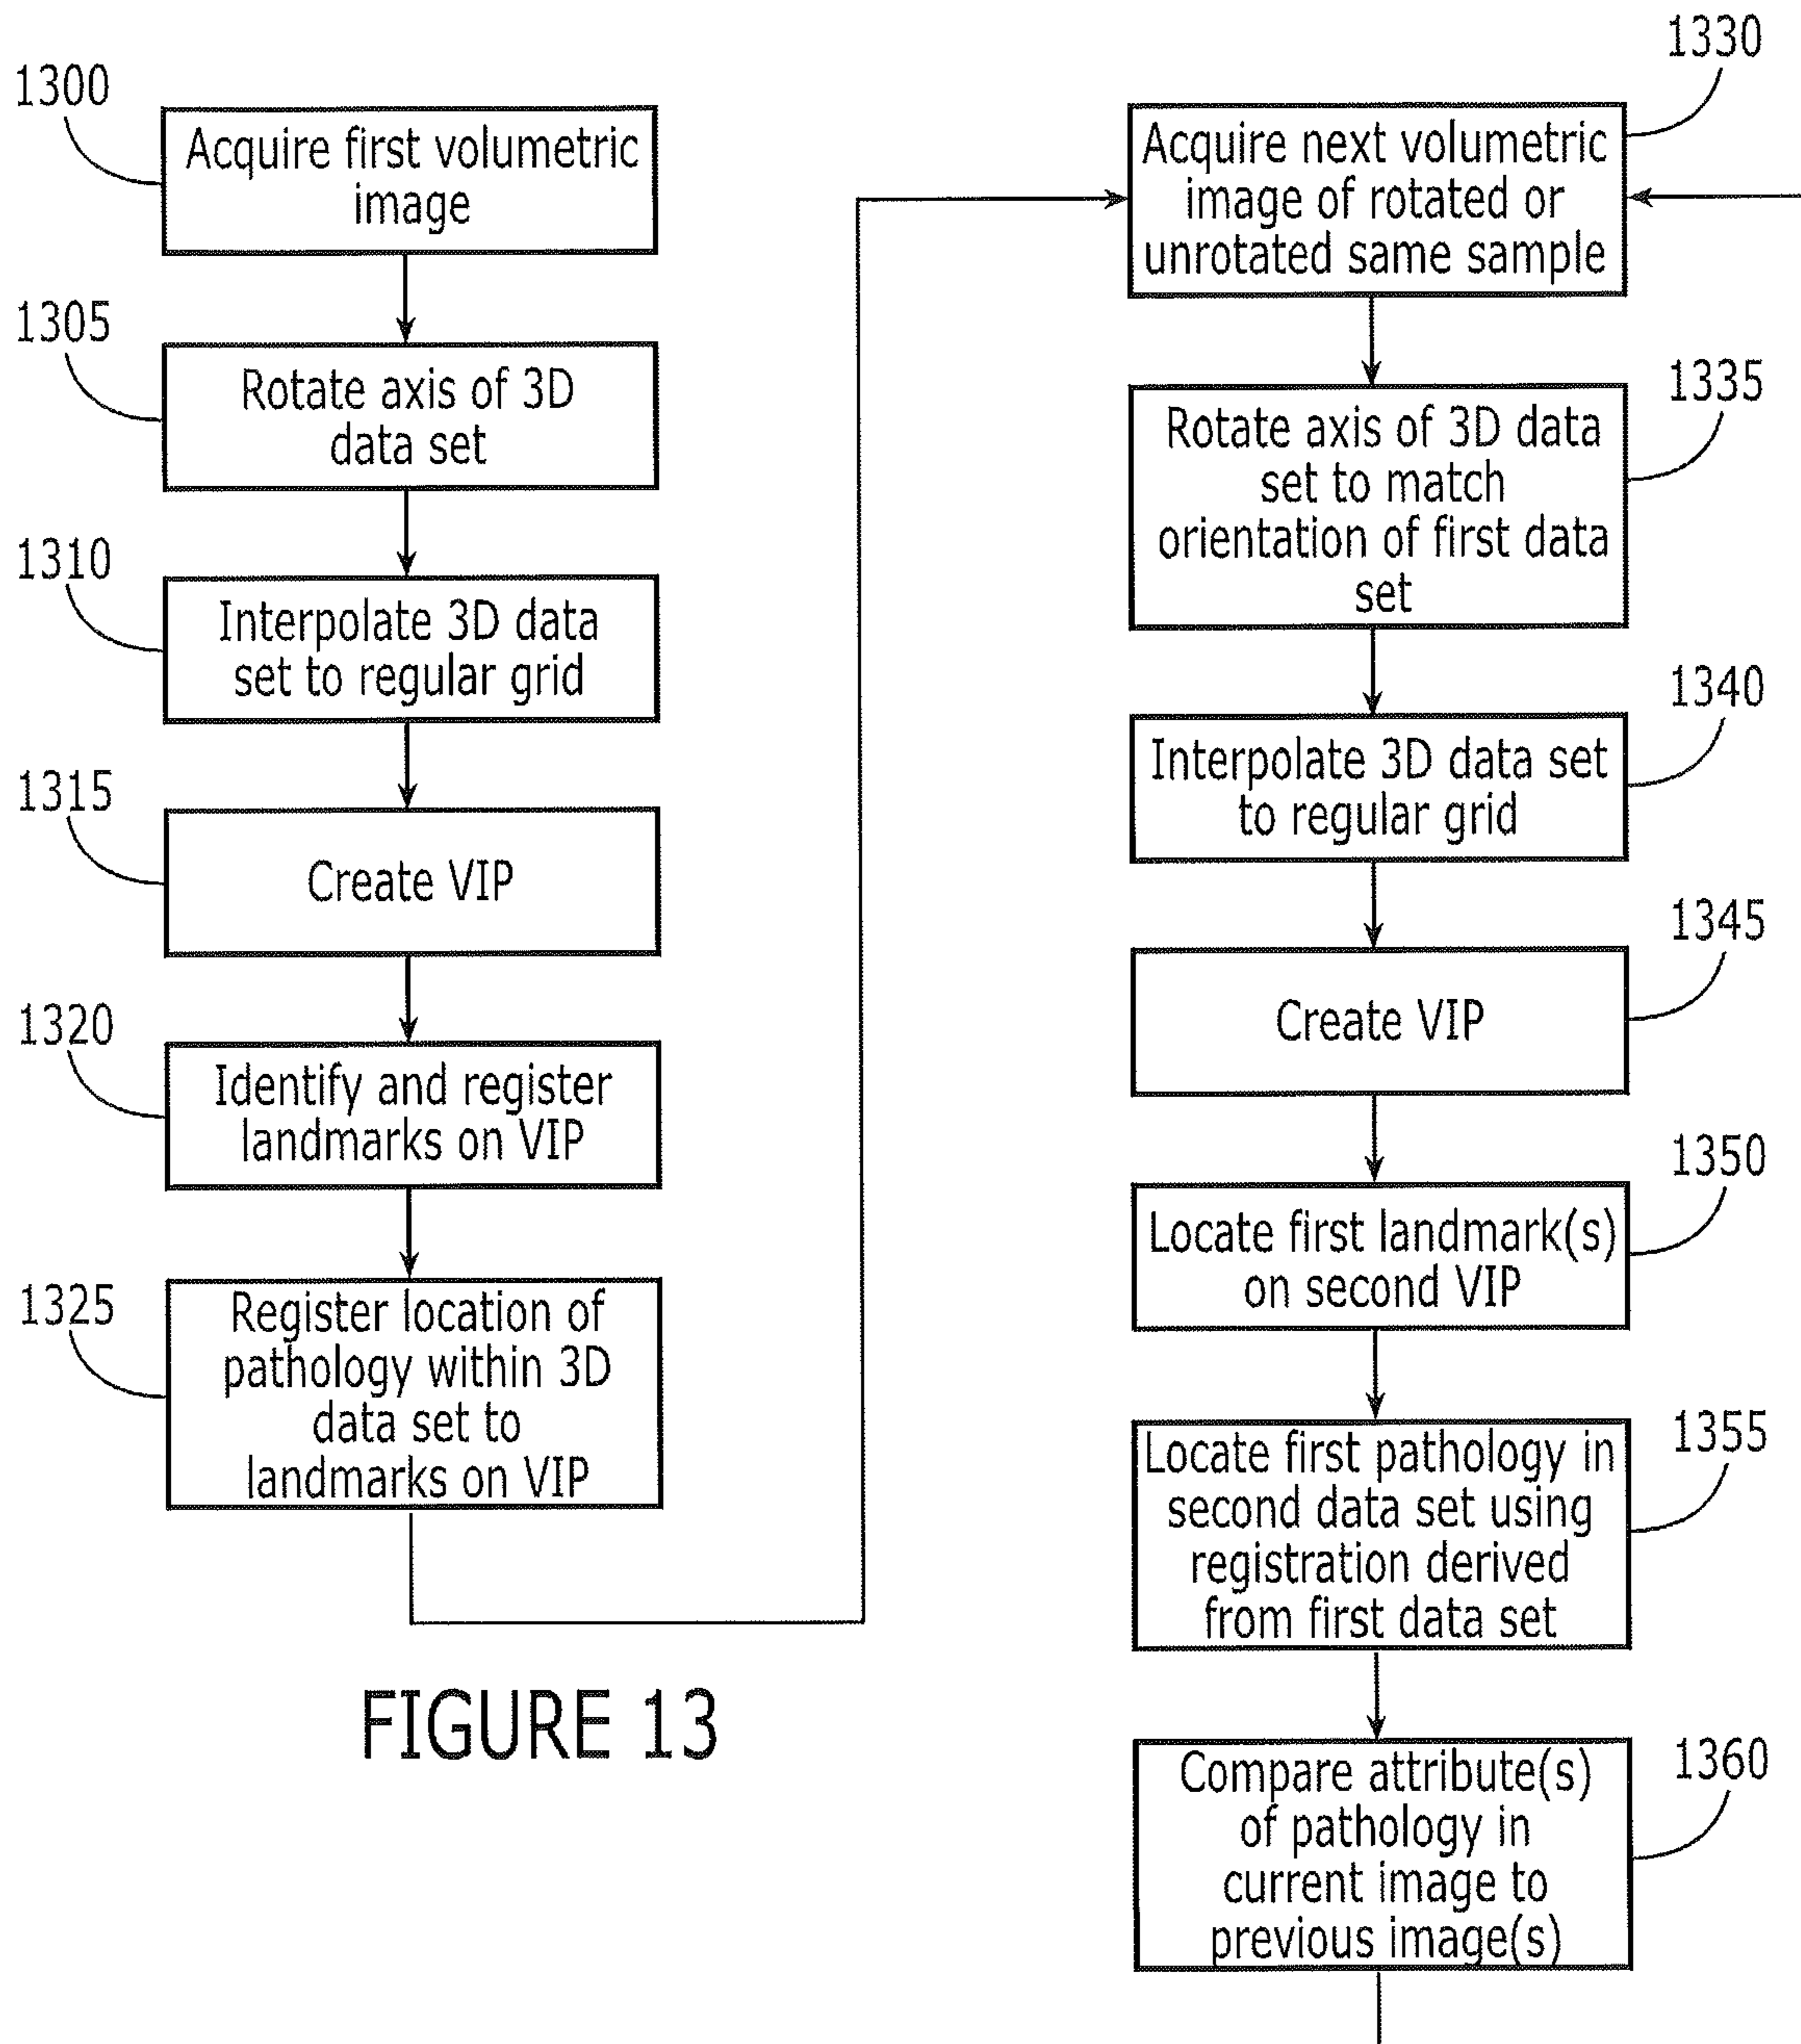 1300
Acquire first volumetric
image
1305
Rotate axis of 3D
data set
1310
Interpolate 3D data
set to regular grid
1315
Create VIP
1320
Identify and register
landmarks on VIP
1325
Register location of
pathology within 3D
data set to
landmarks on VIP
FIGURE 13
1330
Acquire next volumetric
image of rotated or
unrotated same sample
1335
Rotate axis of 3D data
set to match
orientation of first data
set
1340
Interpolate 3D data set
to regular grid
1345
Create VIP
1350
Locate first landmark(s)
on second VIP
1355
Locate first pathology in
second data set using
registration derived
from first data set
1360
Compare attribute(s)
of pathology in
current image to
previous image(s)